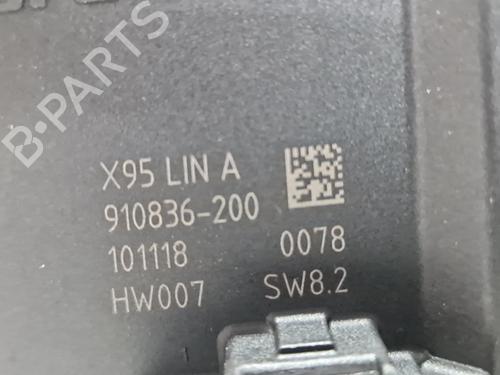 B-PARTS
X95 LIN A
910836-200
101118 0078
HW007 SW8.2